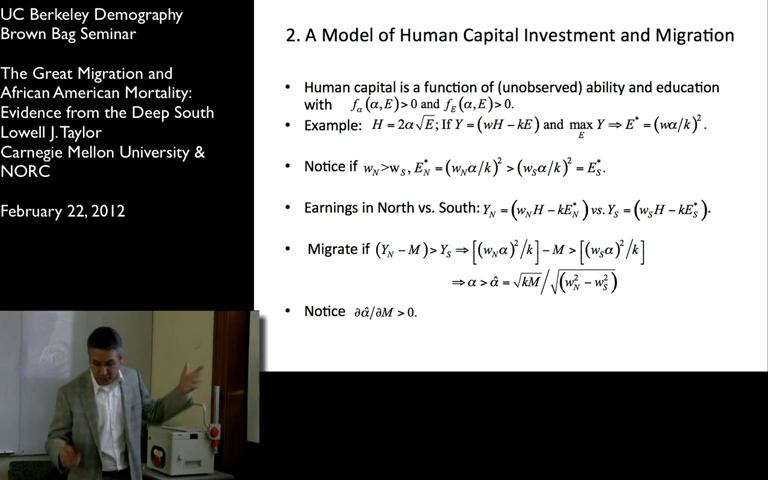 UC Berkeley Demography
Brown Bag Seminar
The Great Migration and
African American Mortality:
Evidence from the Deep South
Lowell J. Taylor
Carnegie Mellon University &
NORC
February 22, 2012
2. A Model of Human Capital Investment and Migration
• Human capital is a function of (unobserved) ability and education
with f_α(α,E)>0 and f_E(α,E)>0.
• Example: H = 2α√E; If Y = (wH − kE) and max_E Y ⇒ E* = (wα/k)².
• Notice if w_N>w_S, E*_N = (w_Nα/k)² > (w_Sα/k)² = E*_S.
• Earnings in North vs. South: Y_N = (w_N H − kE*_N) vs. Y_S = (w_S H − kE*_S).
• Migrate if (Y_N − M) > Y_S ⇒ [(w_Nα)²/k] − M > [(w_Sα)²/k]
⇒ α > α̂ = √kM/√(w²_N − w²_S)
• Notice ∂α̂/∂M > 0.